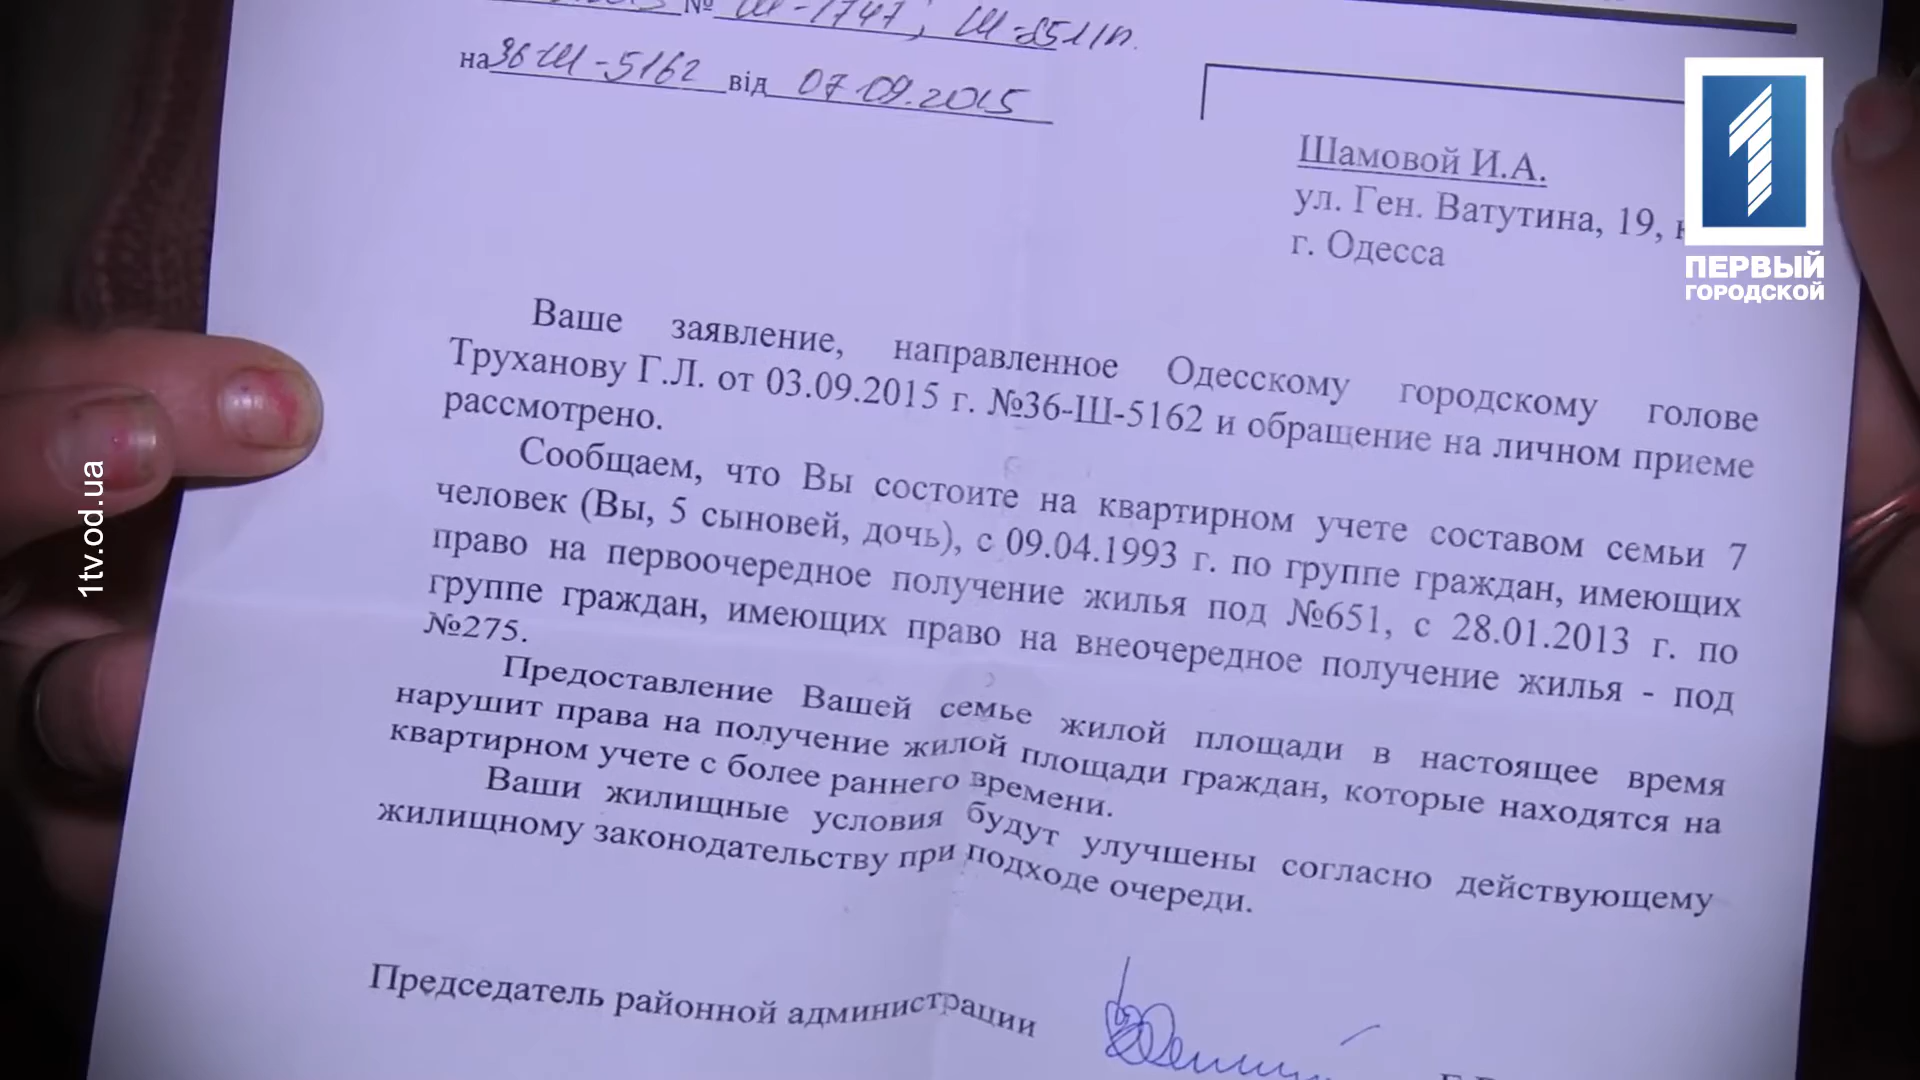 № Ш-1747; Ш-8511п.
на 36-Ш-5162 від 07.09.2015
Шамовой И.А.
ул. Ген. Ватутина, 19,
г. Одесса
ПЕРВЫЙ
ГОРОДСКОЙ
Ваше заявление, направленное Одесскому городскому голове
Труханову Г.Л. от 03.09.2015 г. №36-Ш-5162 и обращение на личном приеме
рассмотрено.
Сообщаем, что Вы состоите на квартирном учете составом семьи 7
человек (Вы, 5 сыновей, дочь), с 09.04.1993 г. по группе граждан, имеющих
право на первоочередное получение жилья под №651, с 28.01.2013 г. по
группе граждан, имеющих право на внеочередное получение жилья - под
№275.
Предоставление Вашей семье жилой площади в настоящее время
нарушит права на получение жилой площади граждан, которые находятся на
квартирном учете с более раннего времени.
Ваши жилищные условия будут улучшены согласно действующему
жилищному законодательству при подходе очереди.
Председатель районной администрации
1tv.od.ua